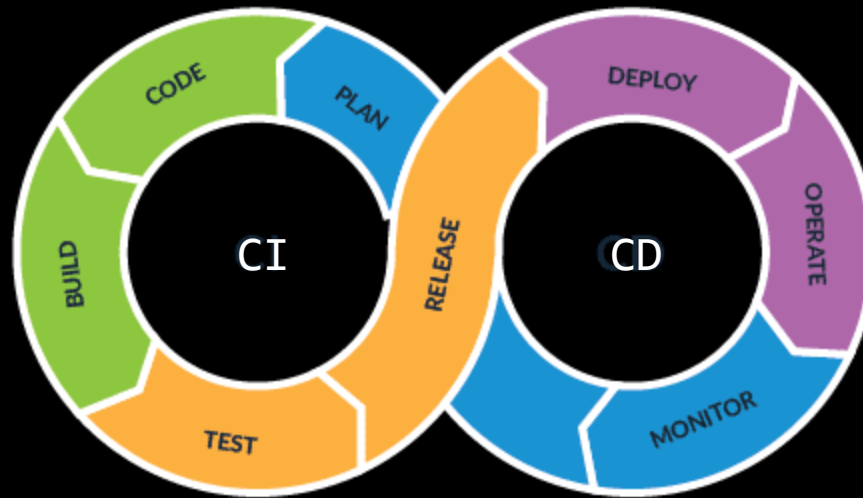 PLAN
CODE
BUILD
TEST
RELEASE
DEPLOY
OPERATE
MONITOR
CI
CD